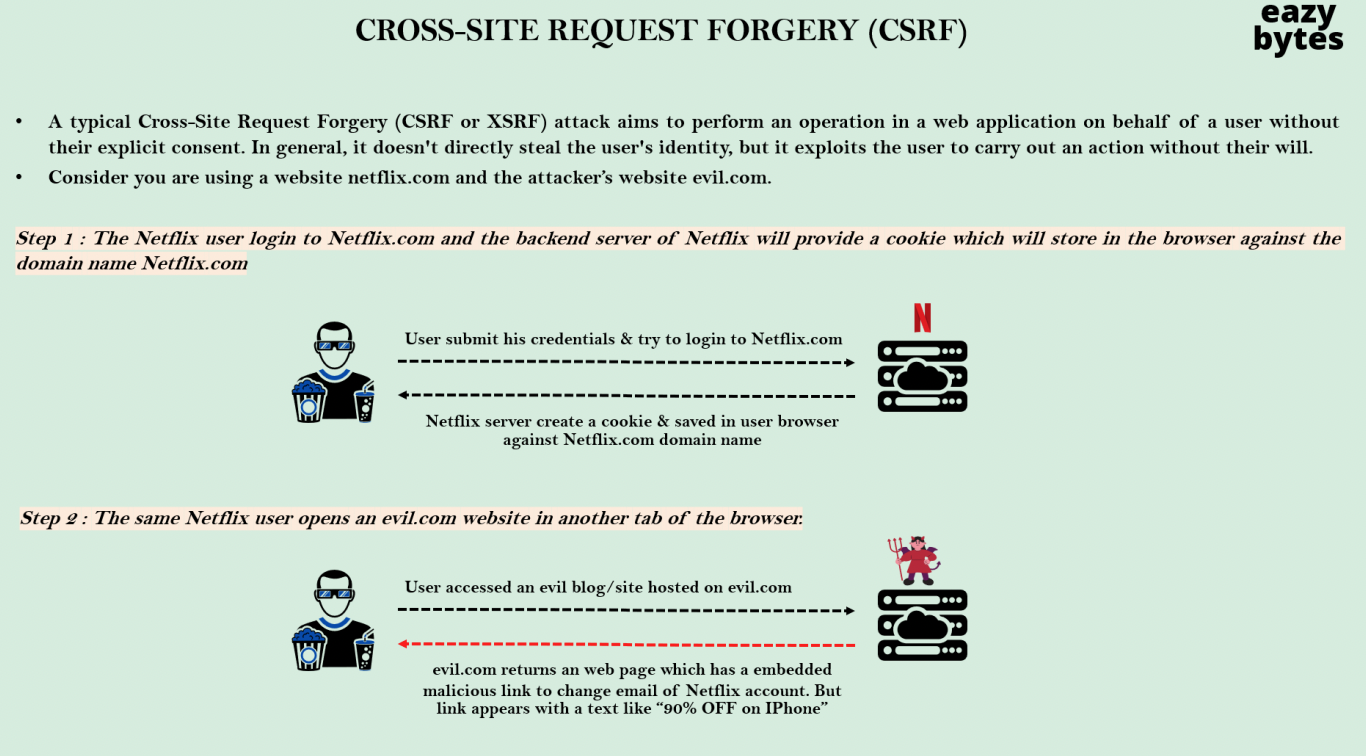 CROSS-SITE REQUEST FORGERY (CSRF)
eazy
bytes
• A typical Cross-Site Request Forgery (CSRF or XSRF) attack aims to perform an operation in a web application on behalf of a user without
their explicit consent. In general, it doesn't directly steal the user's identity, but it exploits the user to carry out an action without their will.
• Consider you are using a website netflix.com and the attacker’s website evil.com.
Step 1 : The Netflix user login to Netflix.com and the backend server of Netflix will provide a cookie which will store in the browser against the
domain name Netflix.com
N
User submit his credentials & try to login to Netflix.com
Netflix server create a cookie & saved in user browser
against Netflix.com domain name
Step 2 : The same Netflix user opens an evil.com website in another tab of the browser.
User accessed an evil blog/site hosted on evil.com
evil.com returns an web page which has a embedded
malicious link to change email of Netflix account. But
link appears with a text like “90% OFF on IPhone”